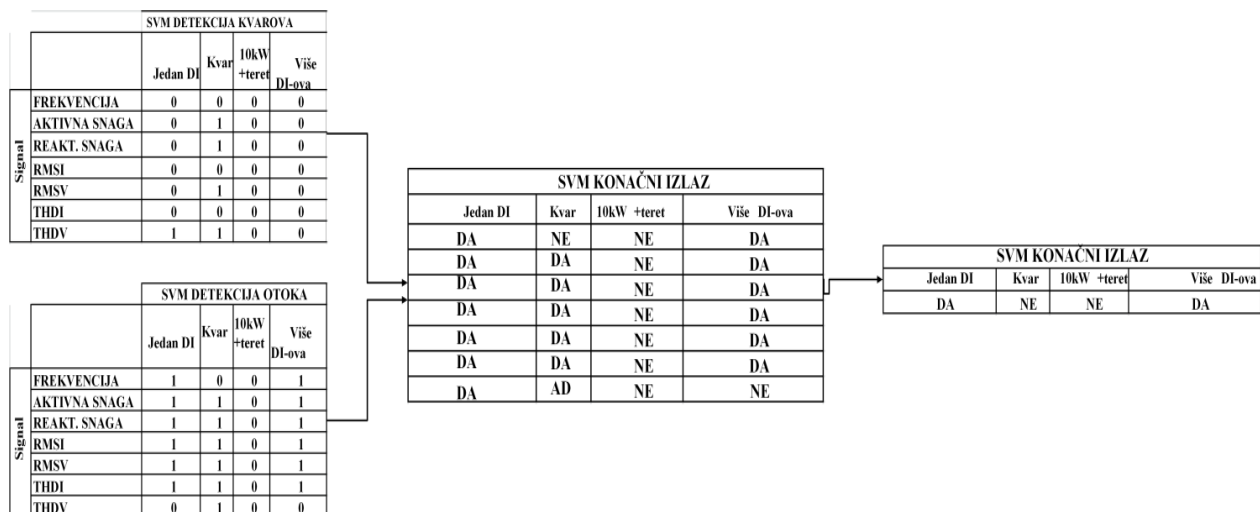 SVM DETEKCIJA KVAROVA
Jedan DI Kvar 10kW +teret Više DI-ova
Signal
FREKVENCIJA 0 0 0 0
AKTIVNA SNAGA 0 1 0 0
REAKT. SNAGA 0 1 0 0
RMSI 0 0 0 0
RMSV 0 1 0 0
THDI 0 0 0 0
THDV 1 1 0 0
SVM DETEKCIJA OTOKA
Jedan DI Kvar 10kW +teret Više DI-ova
Signal
FREKVENCIJA 1 0 0 1
AKTIVNA SNAGA 1 1 0 1
REAKT. SNAGA 1 1 0 1
RMSI 1 1 0 1
RMSV 1 1 0 1
THDI 1 1 0 1
THDV 0 1 0 0
SVM KONAČNI IZLAZ
Jedan DI Kvar 10kW +teret Više DI-ova
DA NE NE DA
DA DA NE DA
DA DA NE DA
DA DA NE DA
DA DA NE DA
DA DA NE DA
DA AD NE NE
SVM KONAČNI IZLAZ
Jedan DI Kvar 10kW +teret Više DI-ova
DA NE NE DA